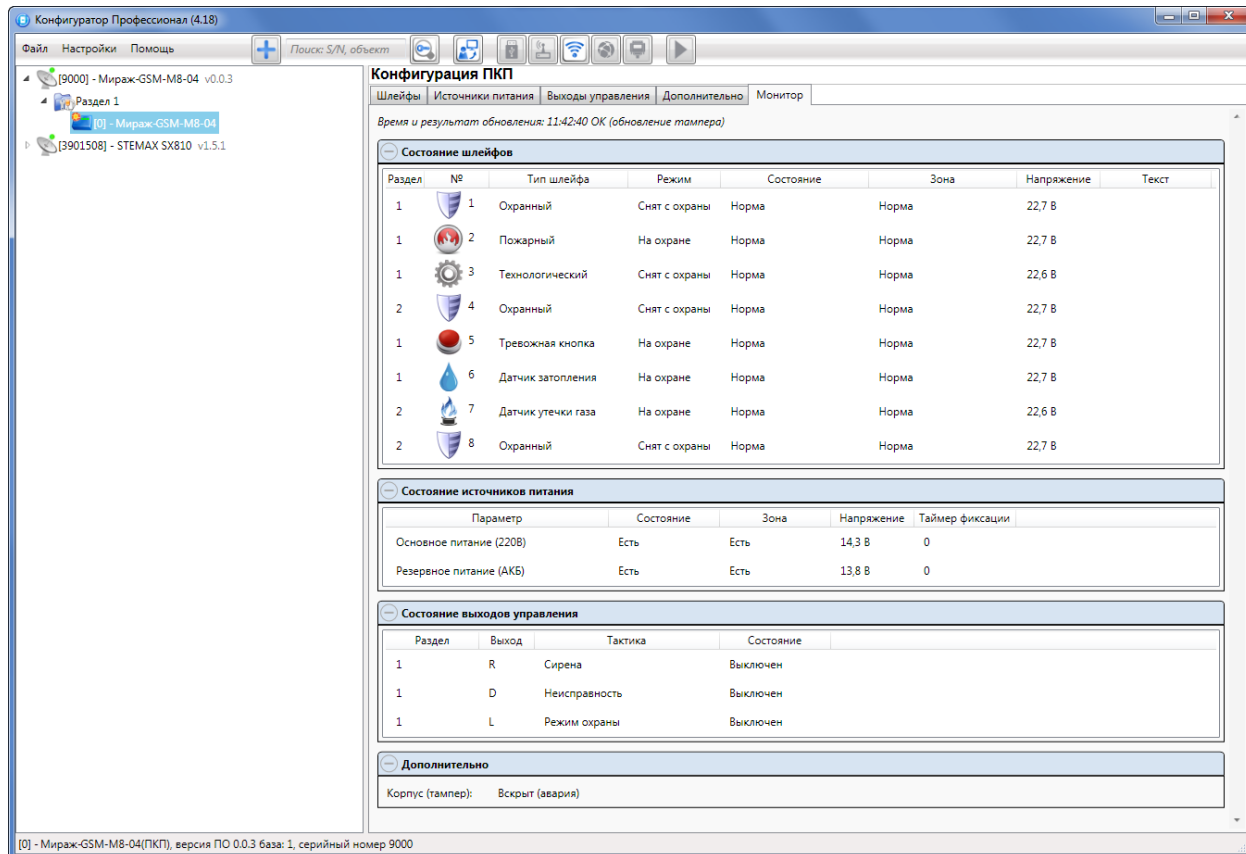 Конфигуратор Профессионал (4.18)
Файл Настройки Помощь Поиск: S/N, объект
[9000] - Мираж-GSM-M8-04 v0.0.3
Раздел 1
[0] - Мираж-GSM-M8-04
[3901508] - STEMAX SX810 v1.5.1
Конфигурация ПКП
Шлейфы Источники питания Выходы управления Дополнительно Монитор
Время и результат обновления: 11:42:40 OK (обновление тампера)
Состояние шлейфов
Раздел № Тип шлейфа Режим Состояние Зона Напряжение Текст
1 1 Охранный Снят с охраны Норма Норма 22,7 В
1 2 Пожарный На охране Норма Норма 22,7 В
1 3 Технологический Снят с охраны Норма Норма 22,6 В
2 4 Охранный Снят с охраны Норма Норма 22,7 В
1 5 Тревожная кнопка На охране Норма Норма 22,7 В
1 6 Датчик затопления На охране Норма Норма 22,7 В
2 7 Датчик утечки газа На охране Норма Норма 22,6 В
2 8 Охранный Снят с охраны Норма Норма 22,7 В
Состояние источников питания
Параметр Состояние Зона Напряжение Таймер фиксации
Основное питание (220В) Есть Есть 14,3 В 0
Резервное питание (АКБ) Есть Есть 13,8 В 0
Состояние выходов управления
Раздел Выход Тактика Состояние
1 R Сирена Выключен
1 D Неисправность Выключен
1 L Режим охраны Выключен
Дополнительно
Корпус (тампер): Вскрыт (авария)
[0] - Мираж-GSM-M8-04(ПКП), версия ПО 0.0.3 база: 1, серийный номер 9000